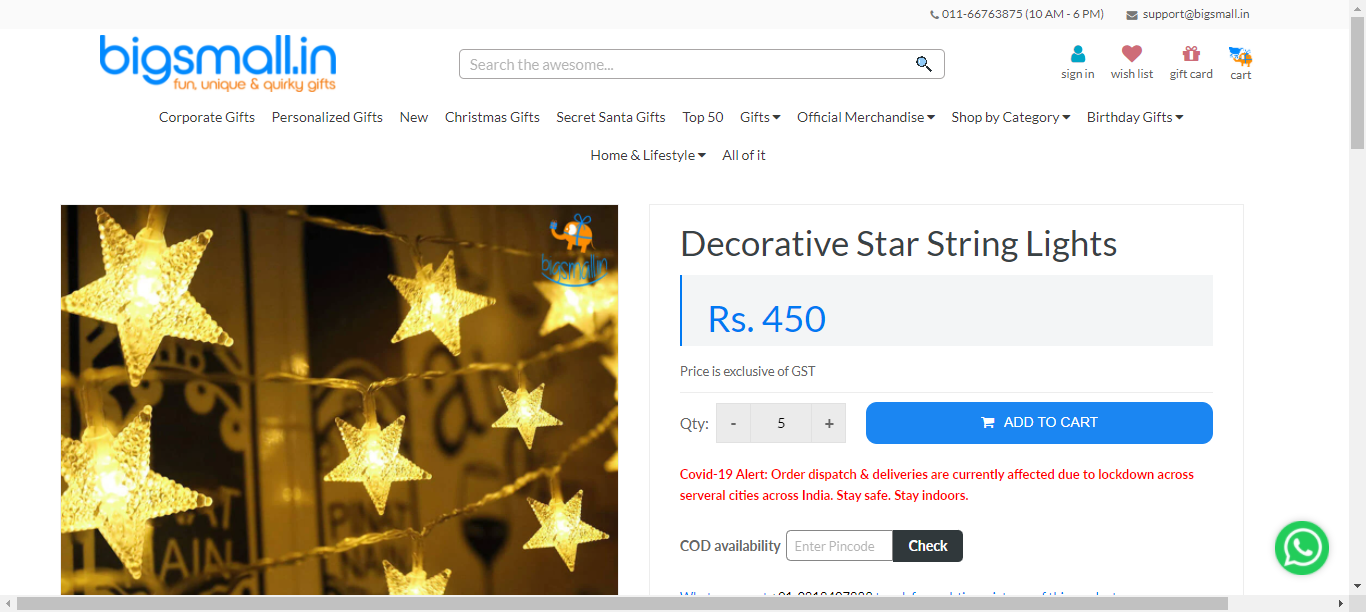 011-66763875 (10 AM - 6 PM) support@bigsmall.in
bigsmall.in
fun, unique & quirky gifts
Search the awesome...
sign in wish list gift card cart
Corporate Gifts Personalized Gifts New Christmas Gifts Secret Santa Gifts Top 50 Gifts Official Merchandise Shop by Category Birthday Gifts
Home & Lifestyle All of it
bigsmall.in
Decorative Star String Lights
Rs. 450
Price is exclusive of GST
Qty: - 5 + ADD TO CART
Covid-19 Alert: Order dispatch & deliveries are currently affected due to lockdown across
serveral cities across India. Stay safe. Stay indoors.
COD availability Enter Pincode Check